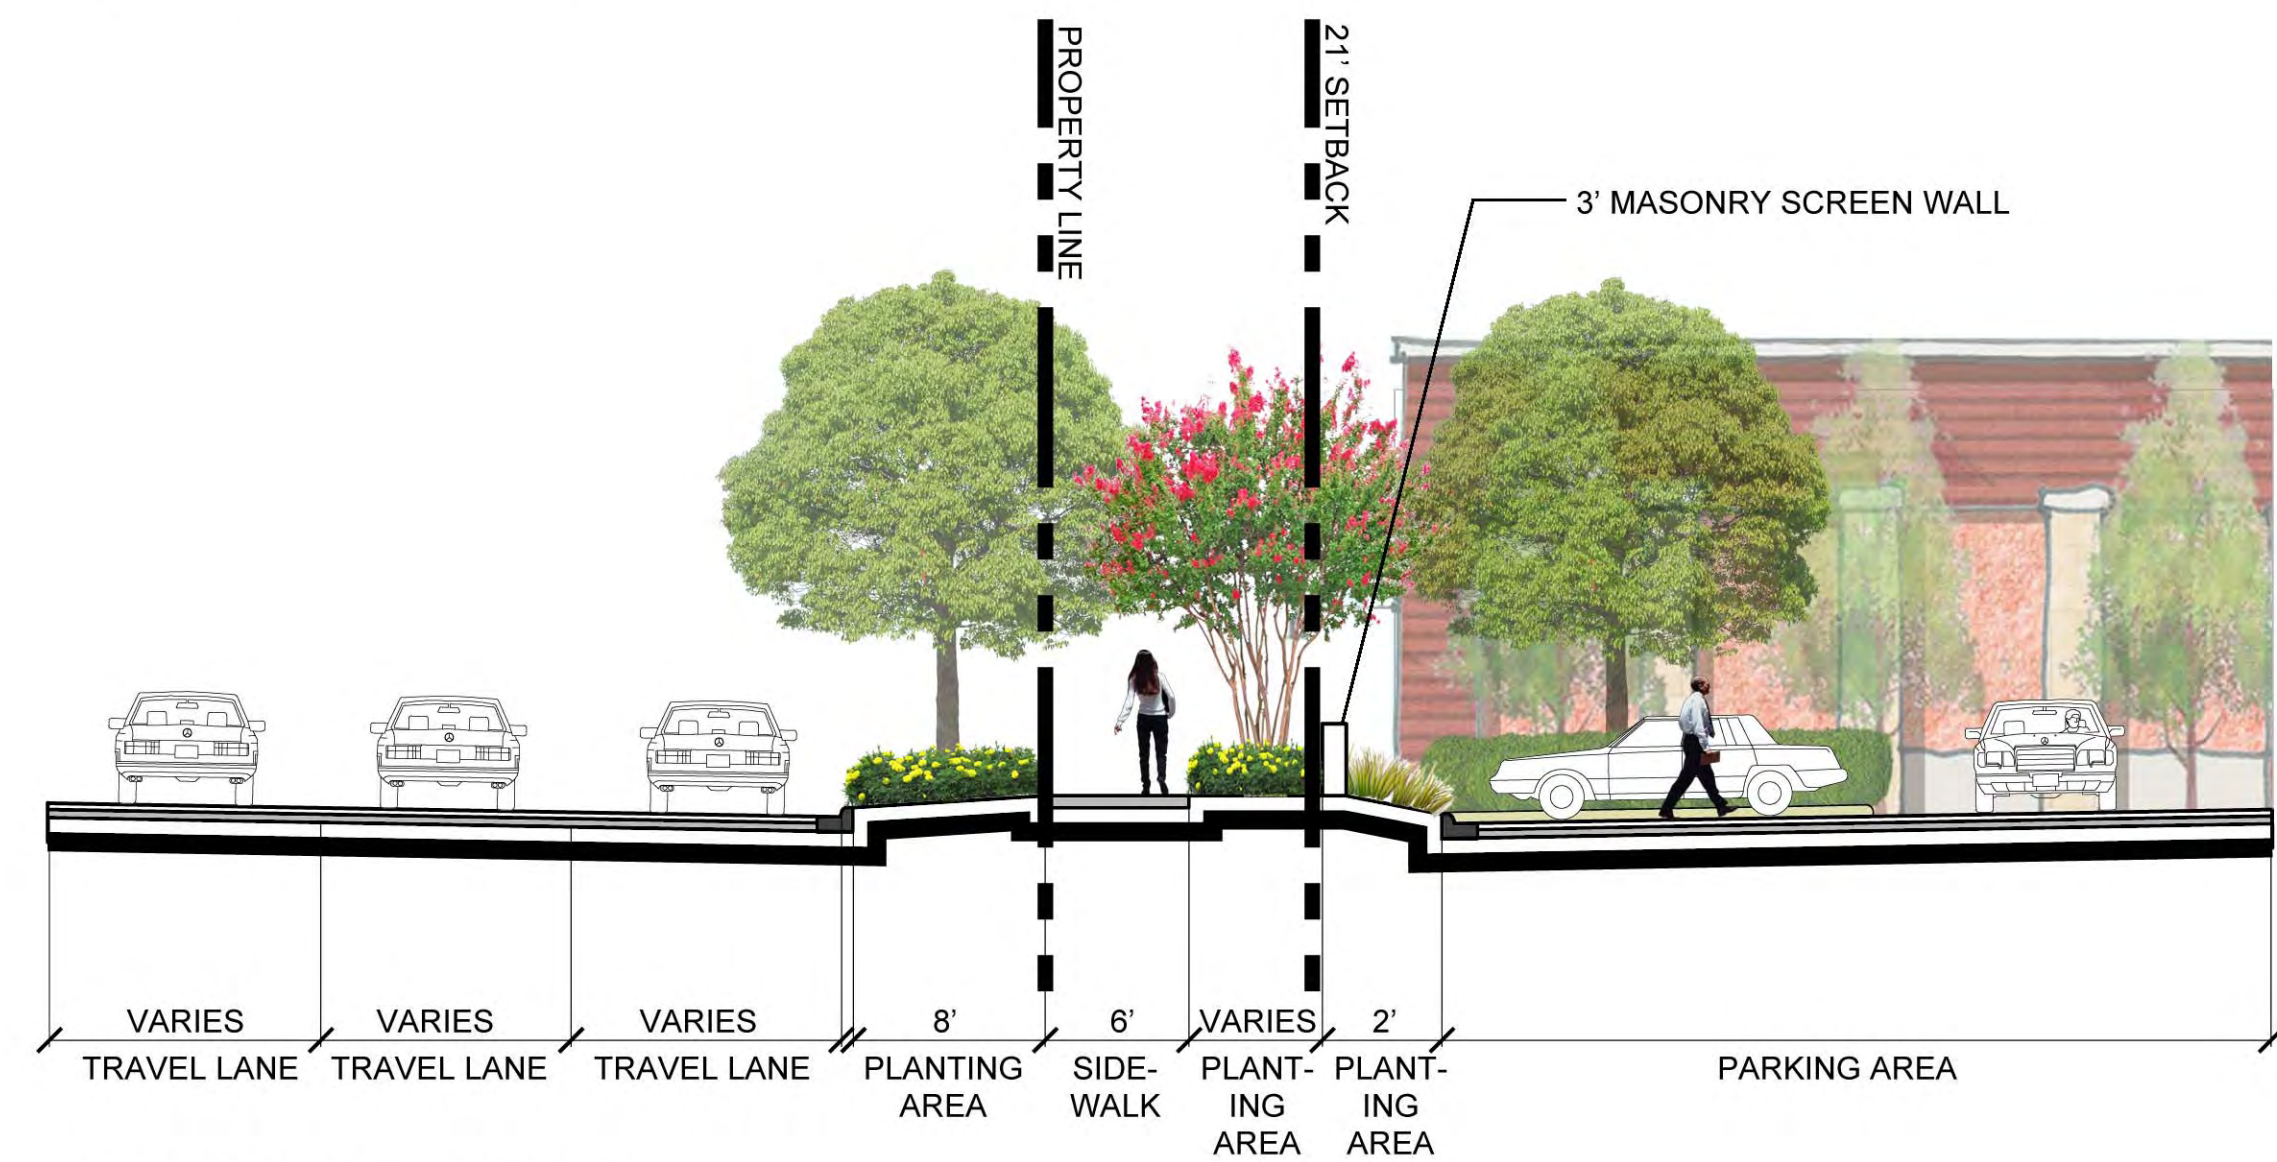 PROPERTY LINE
21' SETBACK
3' MASONRY SCREEN WALL
VARIES
TRAVEL LANE
VARIES
TRAVEL LANE
VARIES
TRAVEL LANE
8'
PLANTING
AREA
6'
SIDE-
WALK
VARIES
PLANT-
ING
AREA
2'
PLANT-
ING
AREA
PARKING AREA